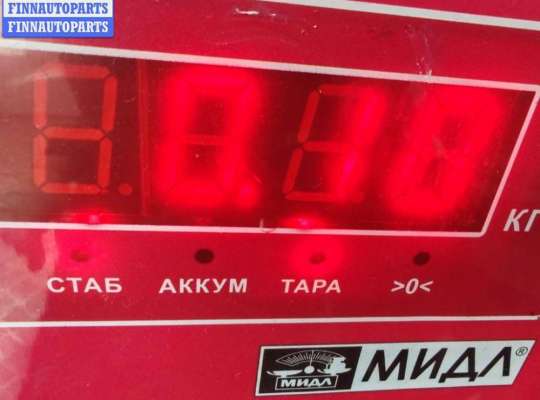 FINNAUTOPARTS
FINNAUTOPARTS
КГ
СТАБ АККУМ ТАРА >0<
МИДЛ МИДЛ®